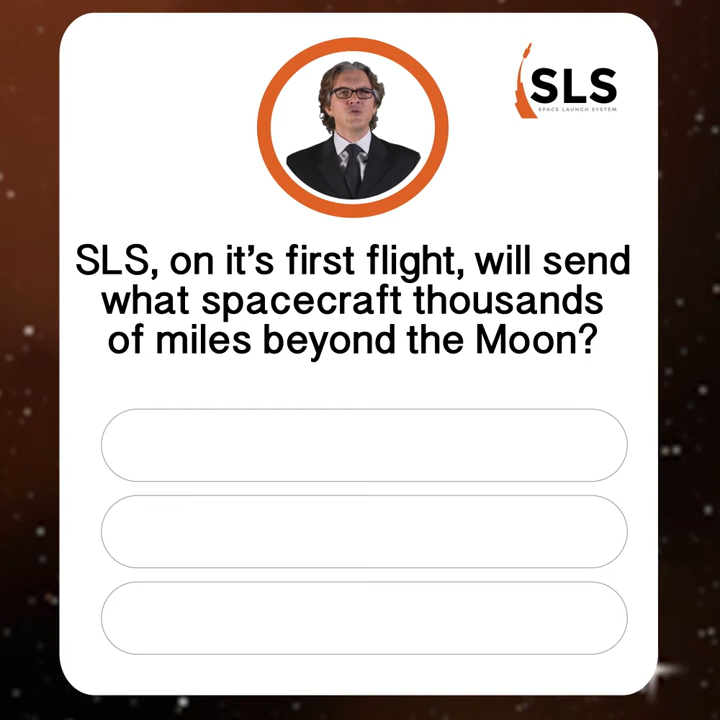 SLS
SPACE LAUNCH SYSTEM
SLS, on it’s first flight, will send
what spacecraft thousands
of miles beyond the Moon?